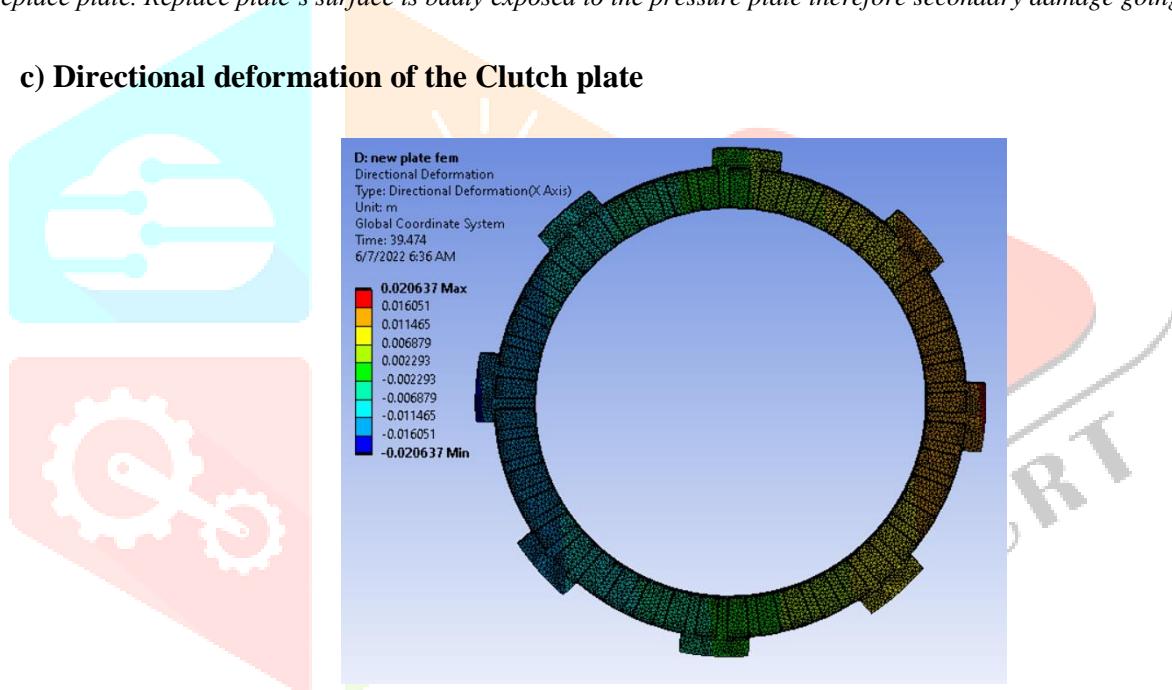 eplace plate. Replace plate's surface is badly exposed to the pressure plate therefore secondary damage going
c) Directional deformation of the Clutch plate
D: new plate fem
Directional Deformation
Type: Directional Deformation(X Axis)
Unit: m
Global Coordinate System
Time: 39.474
6/7/2022 6:36 AM
0.020637 Max
0.016051
0.011465
0.006879
0.002293
-0.002293
-0.006879
-0.011465
-0.016051
-0.020637 Min
RT